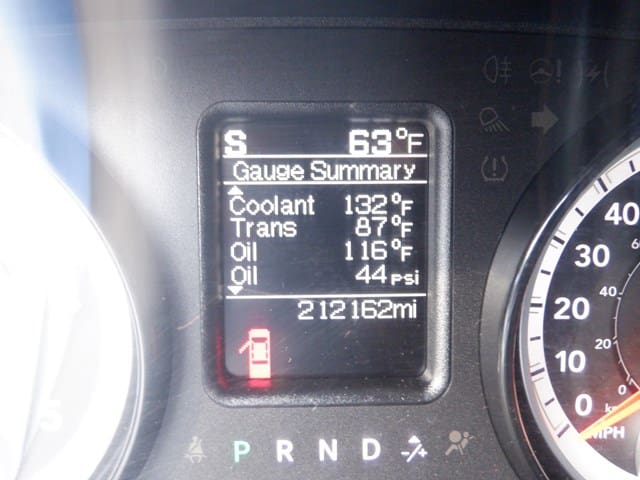 S 63°F
Gauge Summary
Coolant 132°F
Trans 87°F
Oil 116°F
Oil 44 PSI
212162mi
40
30
20
10
0
MPH
40
20
0
P R N D